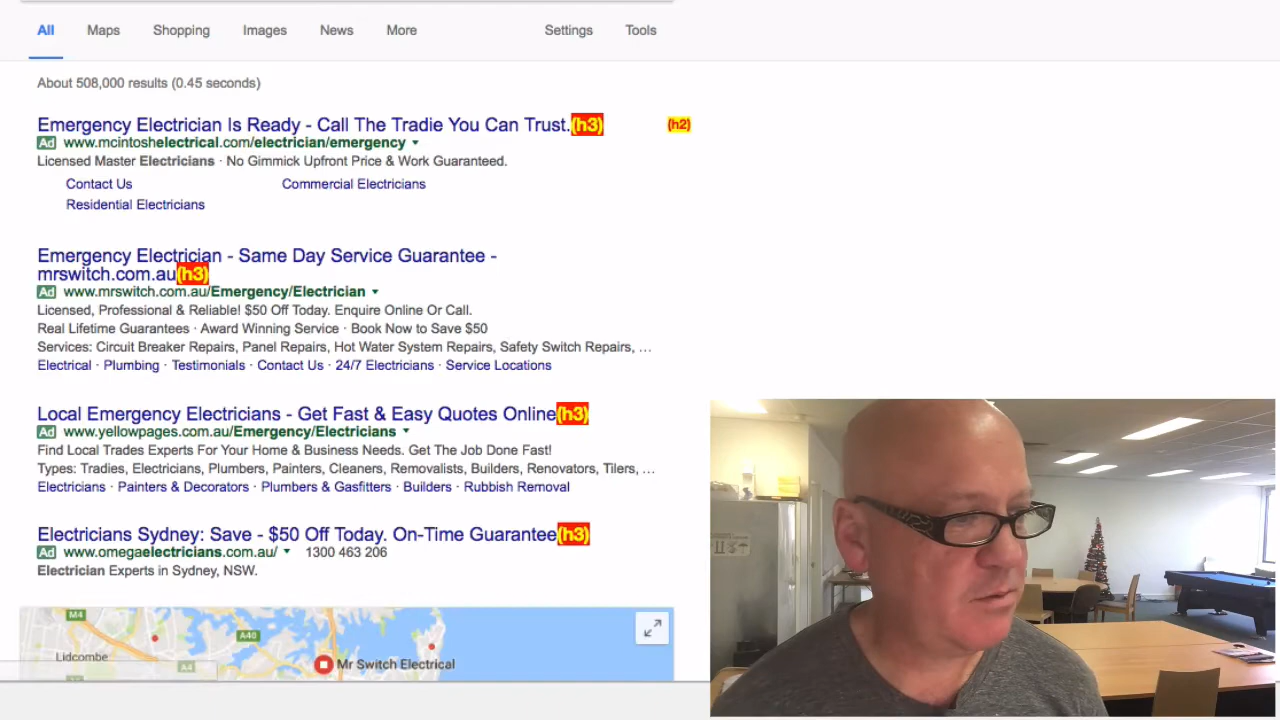 All Maps Shopping Images News More Settings Tools
About 508,000 results (0.45 seconds)
Emergency Electrician Is Ready - Call The Tradie You Can Trust.(h3) (h2)
Ad www.mcintoshelectrical.com/electrician/emergency
Licensed Master Electricians · No Gimmick Upfront Price & Work Guaranteed.
Contact Us Commercial Electricians
Residential Electricians
Emergency Electrician - Same Day Service Guarantee -
mrswitch.com.au(h3)
Ad www.mrswitch.com.au/Emergency/Electrician
Licensed, Professional & Reliable! $50 Off Today. Enquire Online Or Call.
Real Lifetime Guarantees · Award Winning Service · Book Now to Save $50
Services: Circuit Breaker Repairs, Panel Repairs, Hot Water System Repairs, Safety Switch Repairs, …
Electrical · Plumbing · Testimonials · Contact Us · 24/7 Electricians · Service Locations
Local Emergency Electricians - Get Fast & Easy Quotes Online(h3)
Ad www.yellowpages.com.au/Emergency/Electricians
Find Local Trades Experts For Your Home & Business Needs. Get The Job Done Fast!
Types: Tradies, Electricians, Plumbers, Painters, Cleaners, Removalists, Builders, Renovators, Tilers, …
Electricians · Painters & Decorators · Plumbers & Gasfitters · Builders · Rubbish Removal
Electricians Sydney: Save - $50 Off Today. On-Time Guarantee(h3)
Ad www.omegaelectricians.com.au/ 1300 463 206
Electrician Experts in Sydney, NSW.
M4
A40
Lidcombe
A4
Mr Switch Electrical